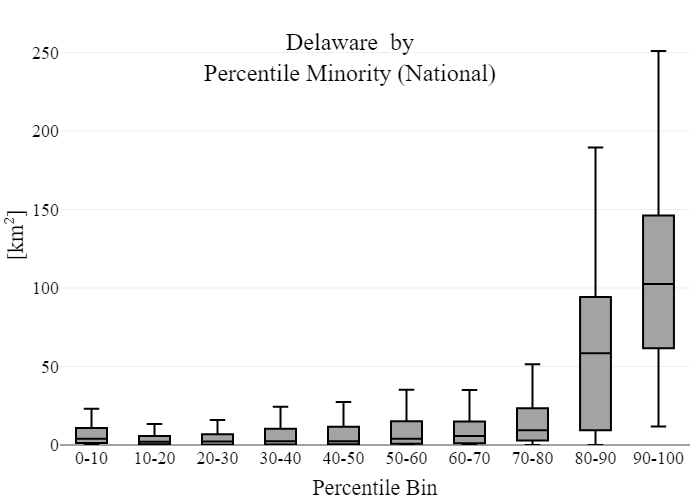 Delaware by
Percentile Minority (National)
250
200
150
100
50
0
[km²]
0-10 10-20 20-30 30-40 40-50 50-60 60-70 70-80 80-90 90-100
Percentile Bin